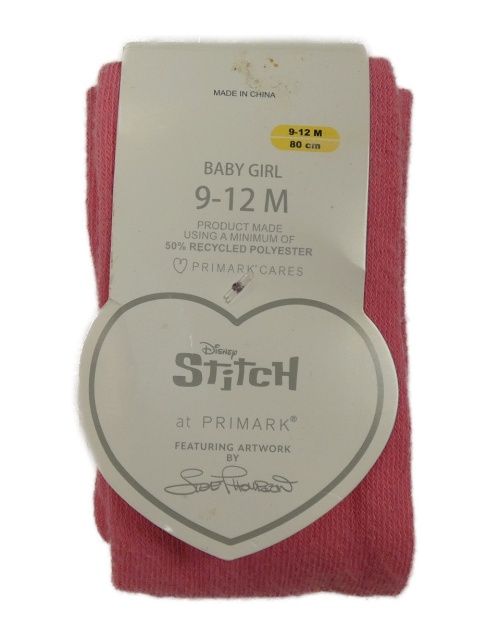 MADE IN CHINA
9-12 M
80 cm
BABY GIRL
9-12 M
PRODUCT MADE
USING A MINIMUM OF
50% RECYCLED POLYESTER
PRIMARK CARES
Disney
Stitch
at PRIMARK®
FEATURING ARTWORK
BY